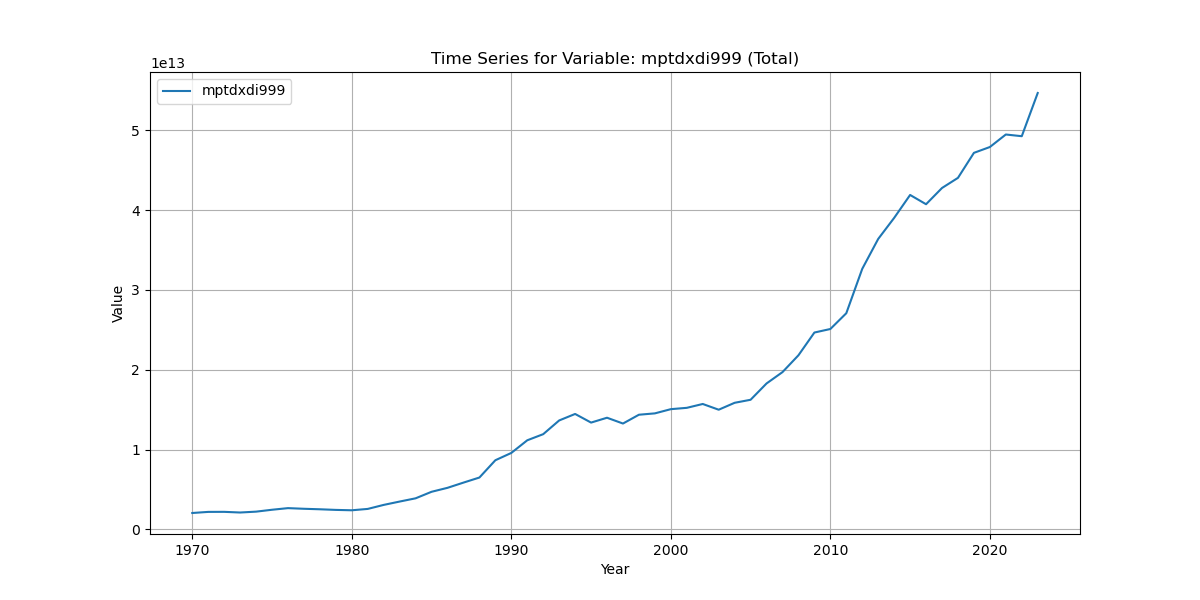 Time Series for Variable: mptdxdi999 (Total)
1e13
mptdxdi999
5
4
3
2
1
0
Value
1970 1980 1990 2000 2010 2020
Year